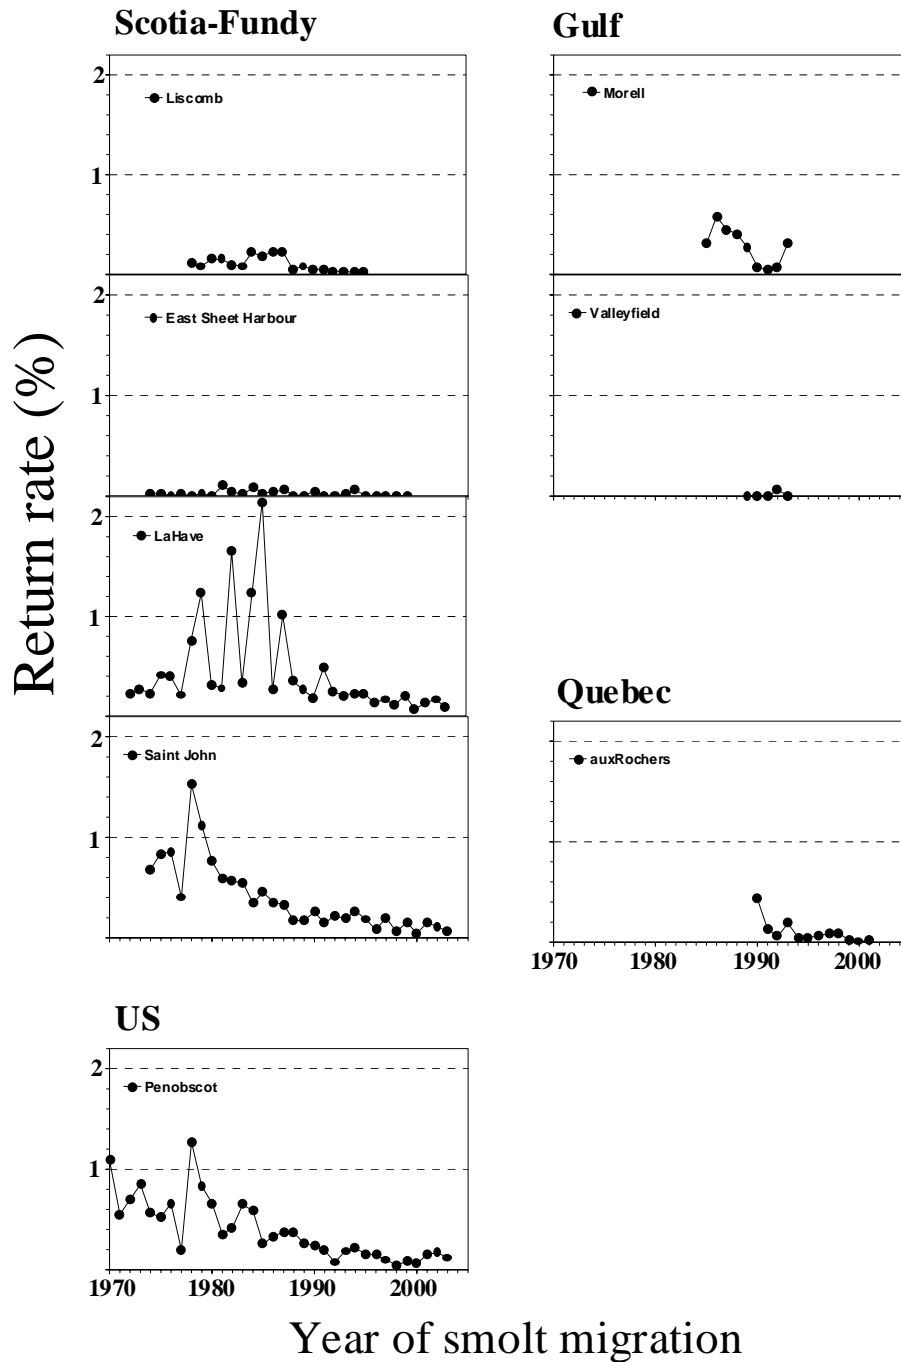 Scotia-Fundy
Gulf
2
1
Liscomb
Morell
2
1
East Sheet Harbour
Valleyfield
2
1
LaHave
2
1
Saint John
Quebec
auxRochers
1970 1980 1990 2000
US
2
1
Penobscot
1970 1980 1990 2000
Return rate (%)
Year of smolt migration